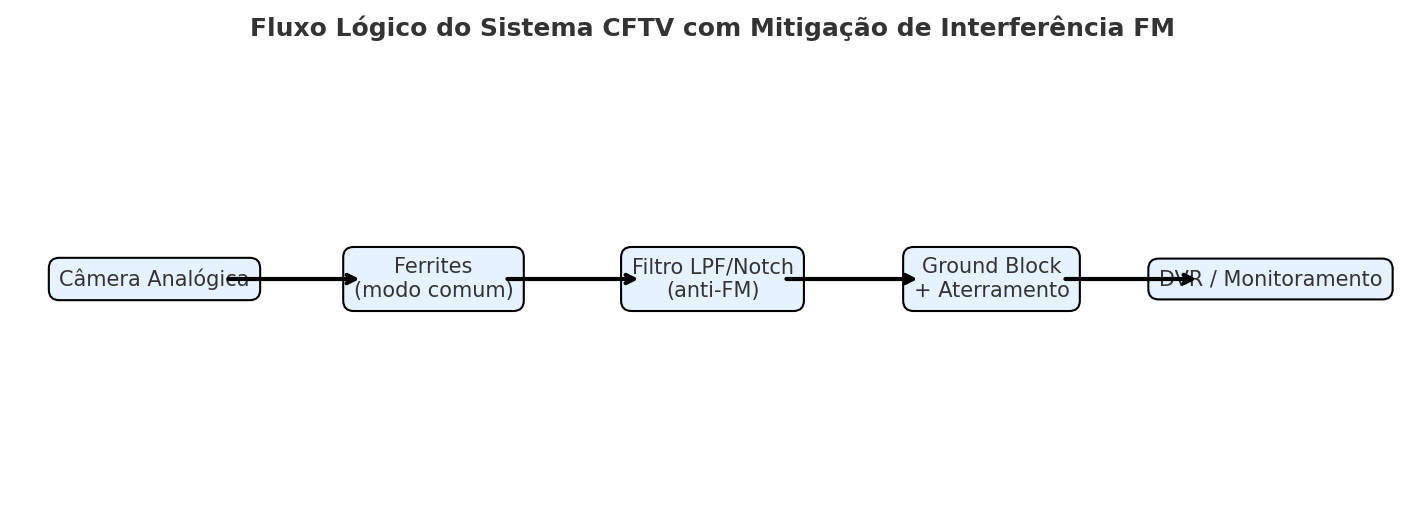 Fluxo Lógico do Sistema CFTV com Mitigação de Interferência FM
Câmera Analógica
Ferrites
(modo comum)
Filtro LPF/Notch
(anti-FM)
Ground Block
+ Aterramento
DVR / Monitoramento